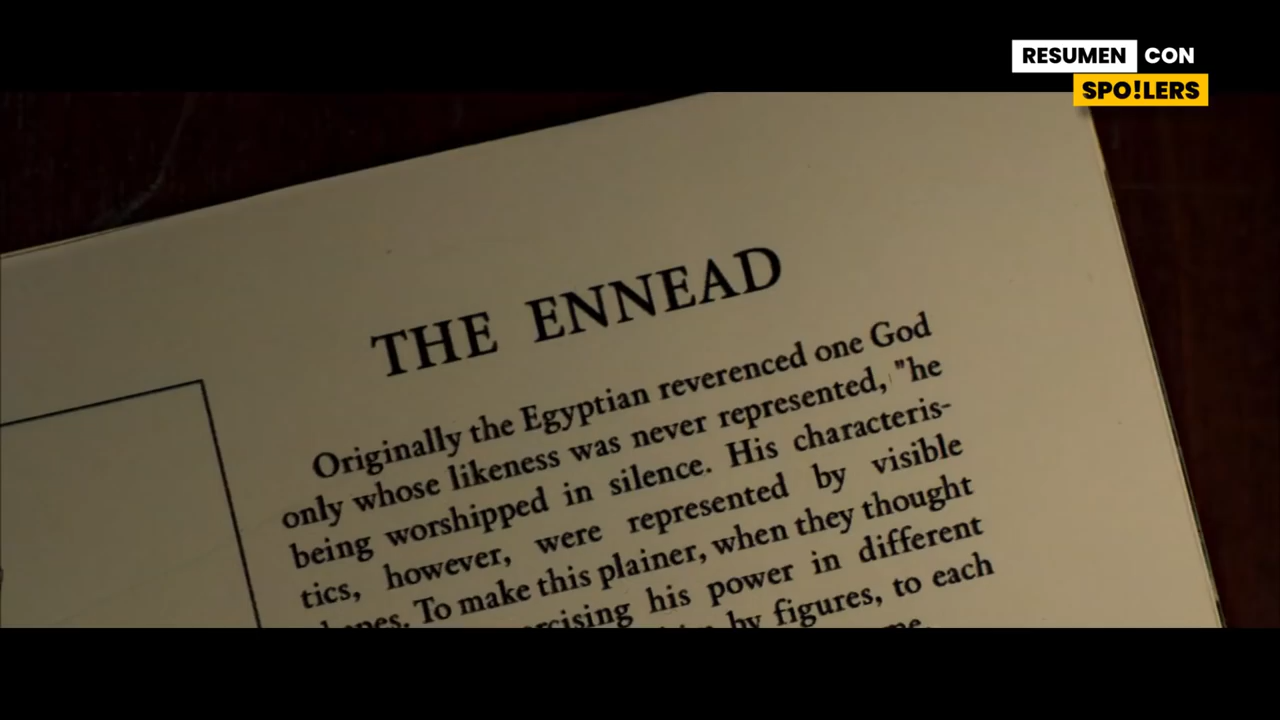 RESUMEN CON
SPO!LERS
THE ENNEAD
Originally the Egyptian reverenced one God
only whose likeness was never represented, "he
being worshipped in silence. His characteris-
tics, however, were represented by visible
To make this plainer, when they thought
his power in different
by figures, to each